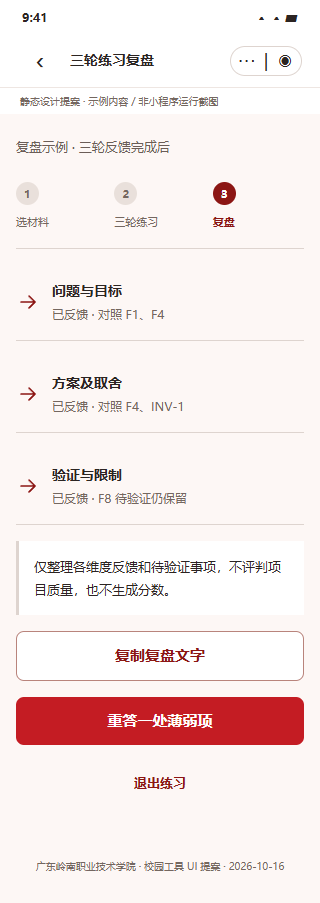 9:41
三轮练习复盘
静态设计提案 · 示例内容 / 非小程序运行截图
复盘示例 · 三轮反馈完成后
1 2 3
选材料 三轮练习 复盘
问题与目标
已反馈 · 对照 F1、F4
方案及取舍
已反馈 · 对照 F4、INV-1
验证与限制
已反馈 · F8 待验证仍保留
仅整理各维度反馈和待验证事项，不评判项
目质量，也不生成分数。
复制复盘文字
重答一处薄弱项
退出练习
广东岭南职业技术学院 · 校园工具 UI 提案 · 2026-10-16